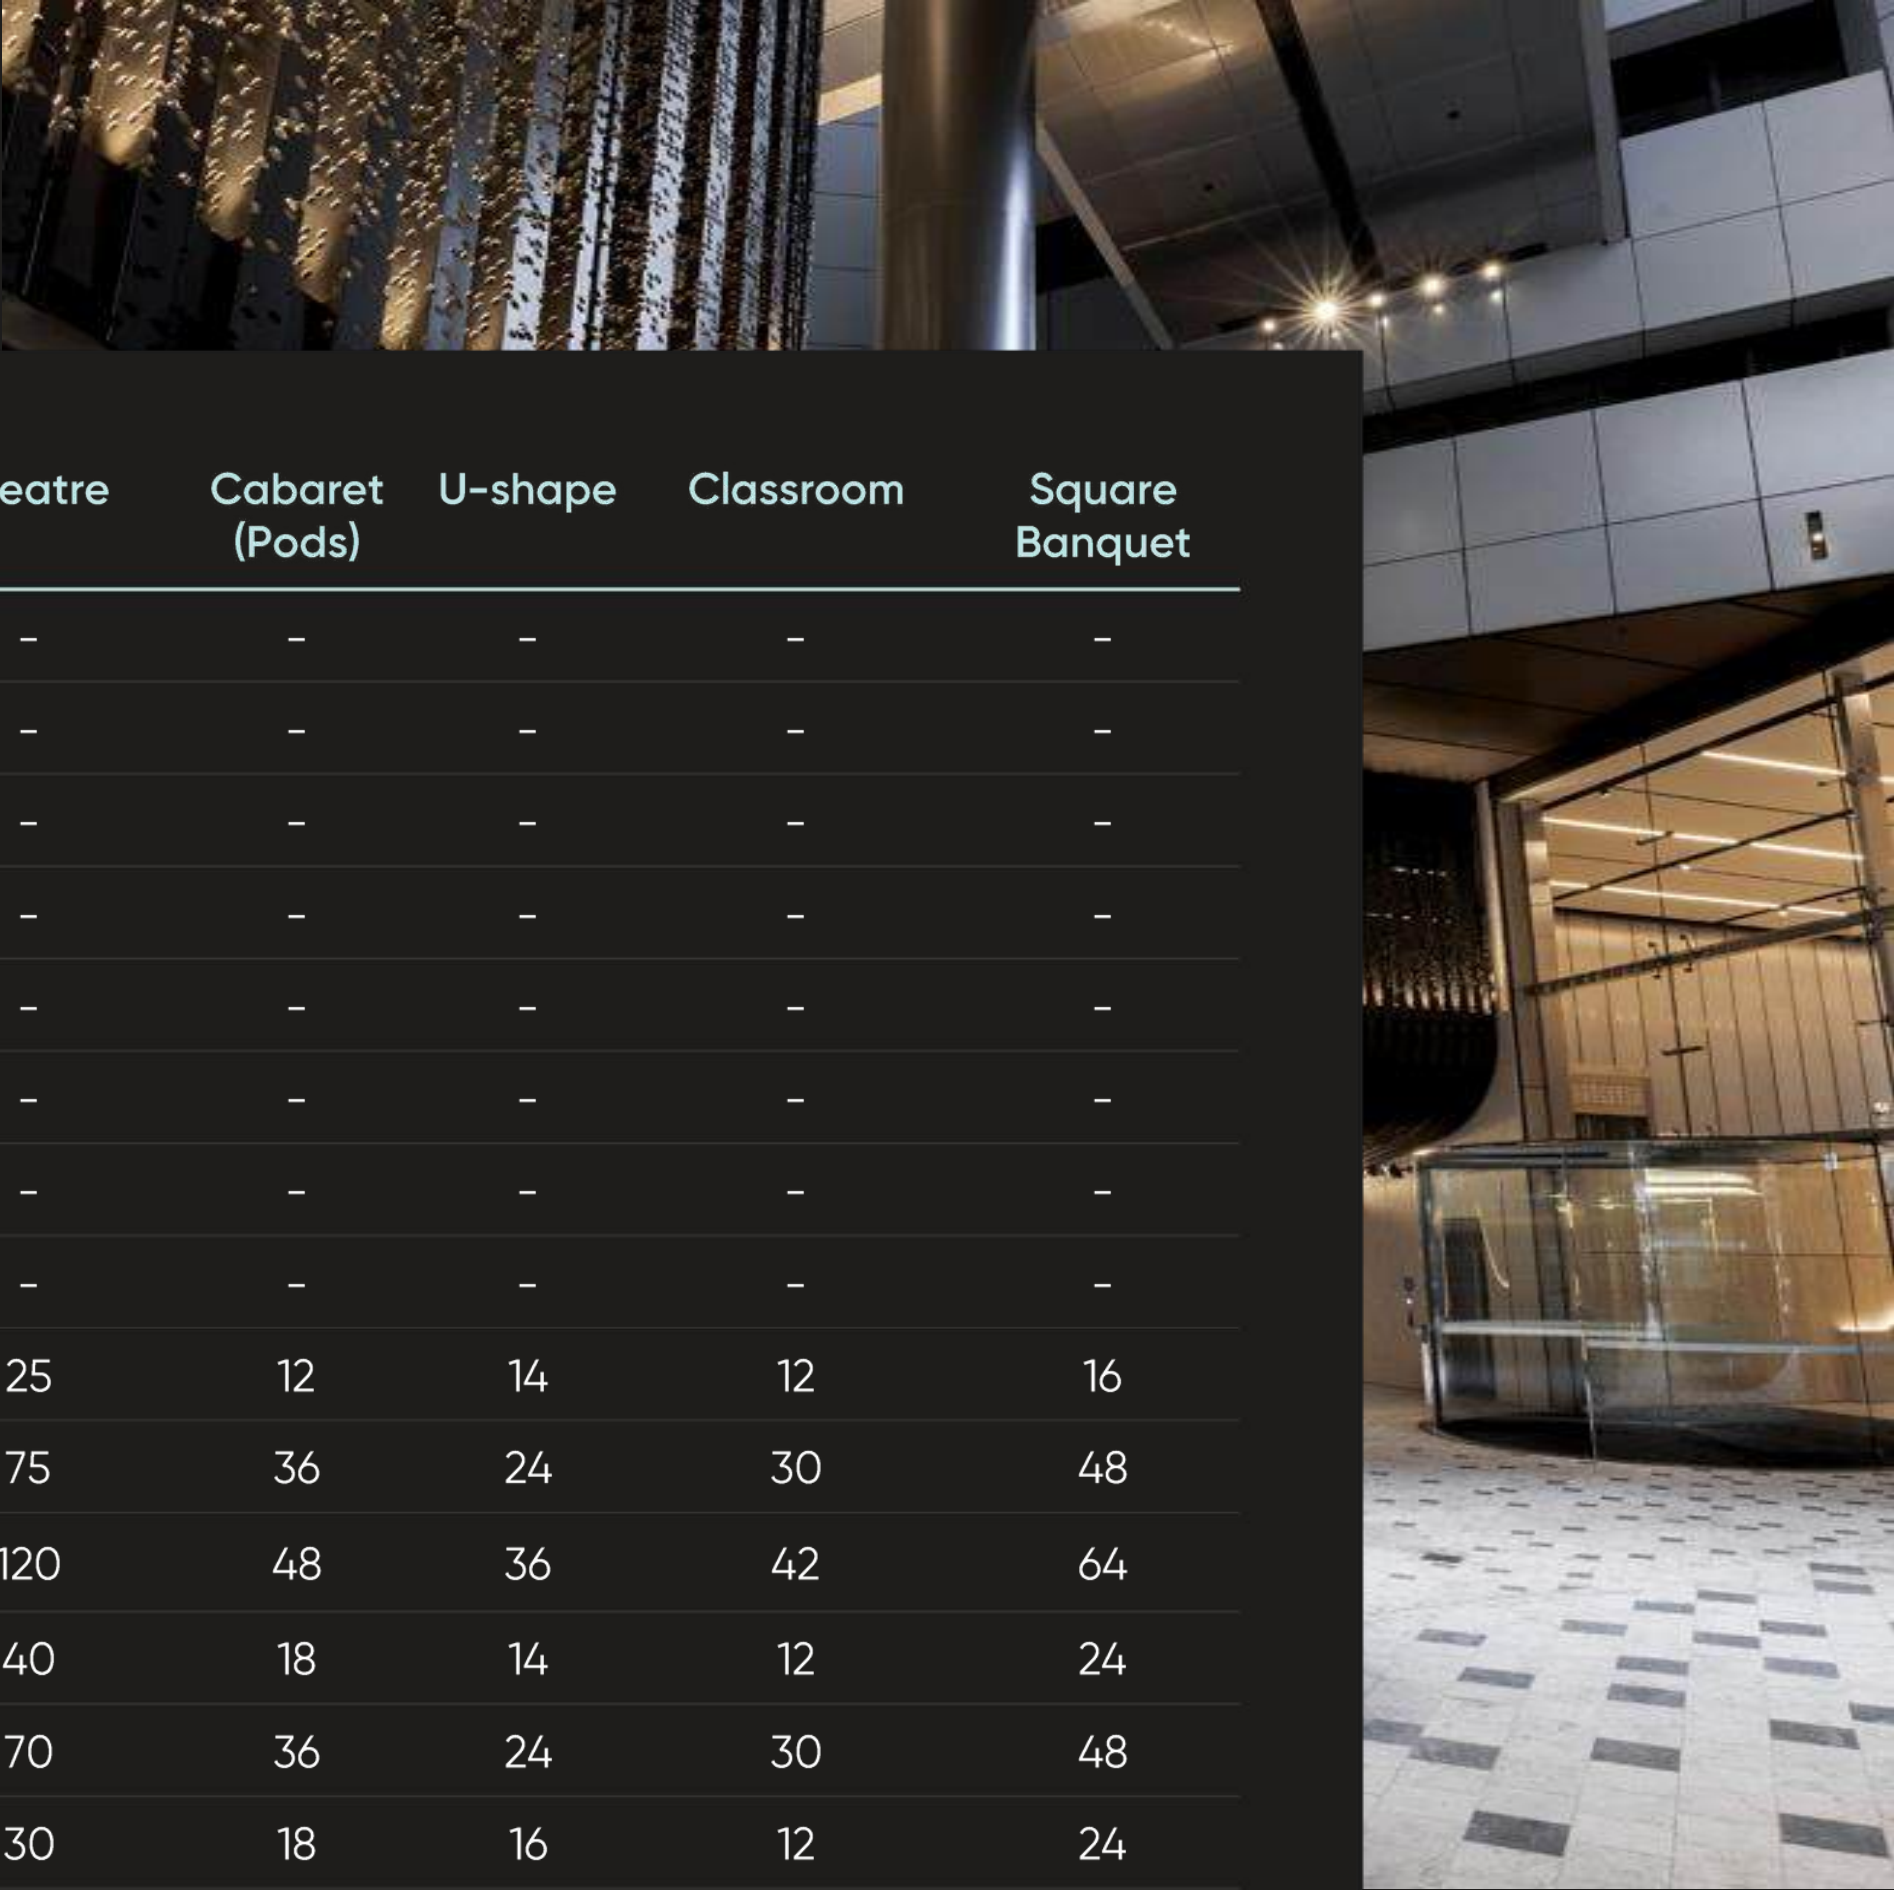 eatre Cabaret U-shape Classroom Square
(Pods) Banquet
– – – – –
– – – – –
– – – – –
– – – – –
– – – – –
– – – – –
– – – – –
– – – – –
25 12 14 12 16
75 36 24 30 48
120 48 36 42 64
40 18 14 12 24
70 36 24 30 48
30 18 16 12 24